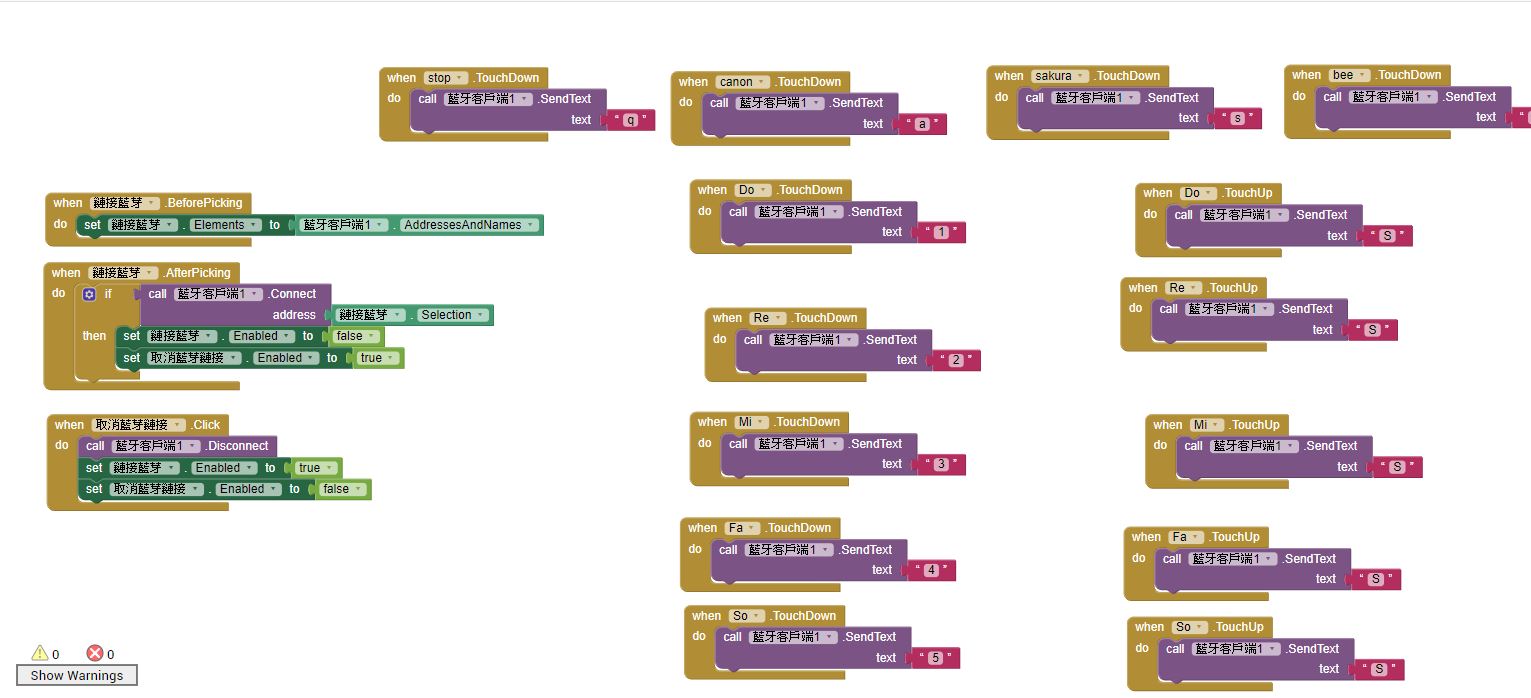 when stop .TouchDown
do call 藍牙客戶端1 .SendText
text " q "
when canon .TouchDown
do call 藍牙客戶端1 .SendText
text " a "
when sakura .TouchDown
do call 藍牙客戶端1 .SendText
text " s "
when bee .TouchDown
do call 藍牙客戶端1 .SendText
text "
when 鏈接藍芽 .BeforePicking
do set 鏈接藍芽 . Elements to 藍牙客戶端1 . AddressesAndNames
when 鏈接藍芽 .AfterPicking
do if call 藍牙客戶端1 .Connect
address 鏈接藍芽 . Selection
then set 鏈接藍芽 . Enabled to false
set 取消藍芽鏈接 . Enabled to true
when 取消藍芽鏈接 .Click
do call 藍牙客戶端1 .Disconnect
set 鏈接藍芽 . Enabled to true
set 取消藍芽鏈接 . Enabled to false
when Do .TouchDown
do call 藍牙客戶端1 .SendText
text " 1 "
when Re .TouchDown
do call 藍牙客戶端1 .SendText
text " 2 "
when Mi .TouchDown
do call 藍牙客戶端1 .SendText
text " 3 "
when Fa .TouchDown
do call 藍牙客戶端1 .SendText
text " 4 "
when So .TouchDown
do call 藍牙客戶端1 .SendText
text " 5 "
when Do .TouchUp
do call 藍牙客戶端1 .SendText
text " S "
when Re .TouchUp
do call 藍牙客戶端1 .SendText
text " S "
when Mi .TouchUp
do call 藍牙客戶端1 .SendText
text " S "
when Fa .TouchUp
do call 藍牙客戶端1 .SendText
text " S "
when So .TouchUp
do call 藍牙客戶端1 .SendText
text " S "
0 0
Show Warnings